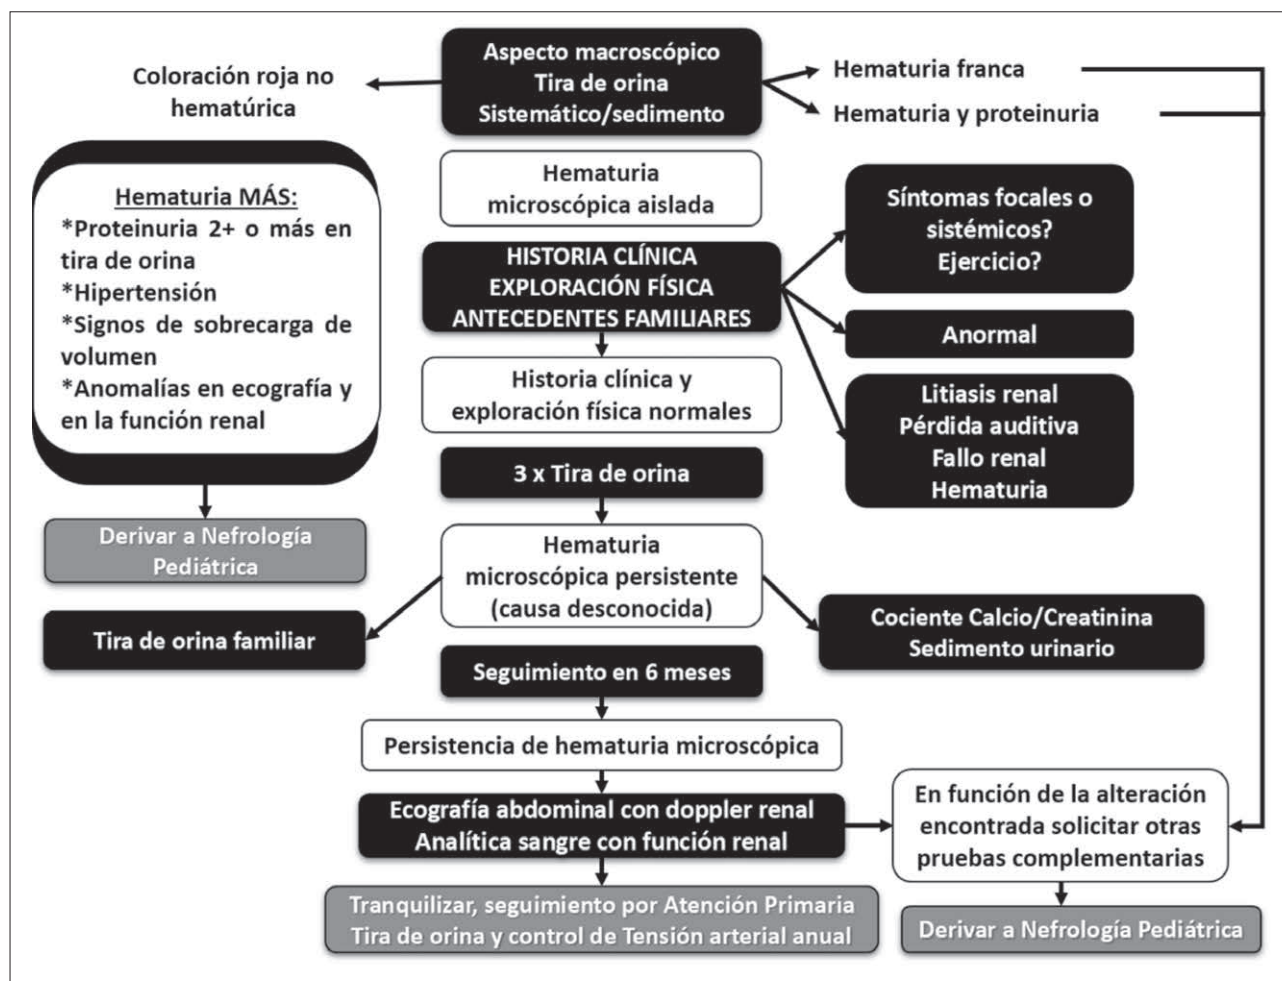 Aspecto macroscópico
Tira de orina
Sistemático/sedimento
Coloración roja no
hematúrica
Hematuria franca
Hematuria y proteinuria
Hematuria MÁS:
*Proteinuria 2+ o más en
tira de orina
*Hipertensión
*Signos de sobrecarga de
volumen
*Anomalías en ecografía y
en la función renal
Derivar a Nefrología
Pediátrica
Hematuria
microscópica aislada
HISTORIA CLÍNICA
EXPLORACIÓN FÍSICA
ANTECEDENTES FAMILIARES
Síntomas focales o
sistémicos?
Ejercicio?
Anormal
Litiasis renal
Pérdida auditiva
Fallo renal
Hematuria
Historia clínica y
exploración física normales
3 x Tira de orina
Hematuria
microscópica persistente
(causa desconocida)
Tira de orina familiar
Cociente Calcio/Creatinina
Sedimento urinario
Seguimiento en 6 meses
Persistencia de hematuria microscópica
Ecografía abdominal con doppler renal
Analítica sangre con función renal
En función de la alteración
encontrada solicitar otras
pruebas complementarias
Tranquilizar, seguimiento por Atención Primaria
Tira de orina y control de Tensión arterial anual
Derivar a Nefrología Pediátrica